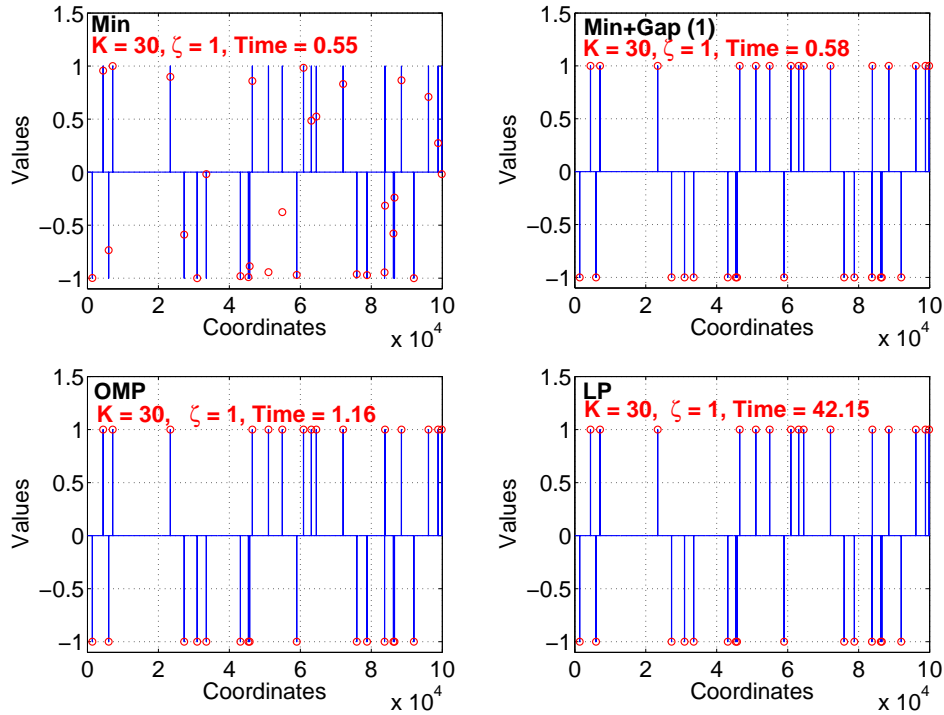 Min
K = 30, ζ = 1, Time = 0.55
1.5
1
0.5
0
−0.5
−1
Values
0 2 4 6 8 10
Coordinates
x 10^4
Min+Gap (1)
K = 30, ζ = 1, Time = 0.58
1.5
1
0.5
0
−0.5
−1
Values
0 2 4 6 8 10
Coordinates
x 10^4
OMP
K = 30, ζ = 1, Time = 1.16
1.5
1
0.5
0
−0.5
−1
Values
0 2 4 6 8 10
Coordinates
x 10^4
LP
K = 30, ζ = 1, Time = 42.15
1.5
1
0.5
0
−0.5
−1
Values
0 2 4 6 8 10
Coordinates
x 10^4